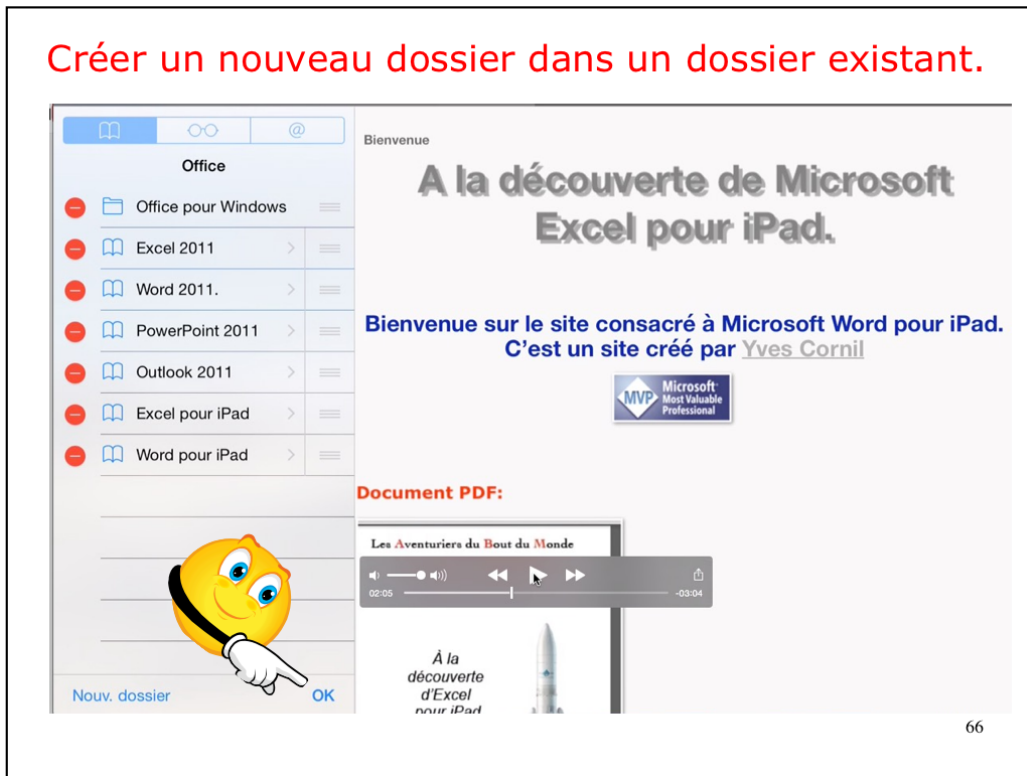 Créer un nouveau dossier dans un dossier existant.
@
Office
Office pour Windows
Excel 2011
Word 2011.
PowerPoint 2011
Outlook 2011
Excel pour iPad
Word pour iPad
Nouv. dossier
OK
Bienvenue
A la découverte de Microsoft
Excel pour iPad.
Bienvenue sur le site consacré à Microsoft Word pour iPad.
C'est un site créé par Yves Cornil
MVP
Microsoft
Most Valuable
Professional
Document PDF:
Les Aventuriers du Bout du Monde
02:05
-03:04
À la
découverte
d'Excel
pour iPad
66